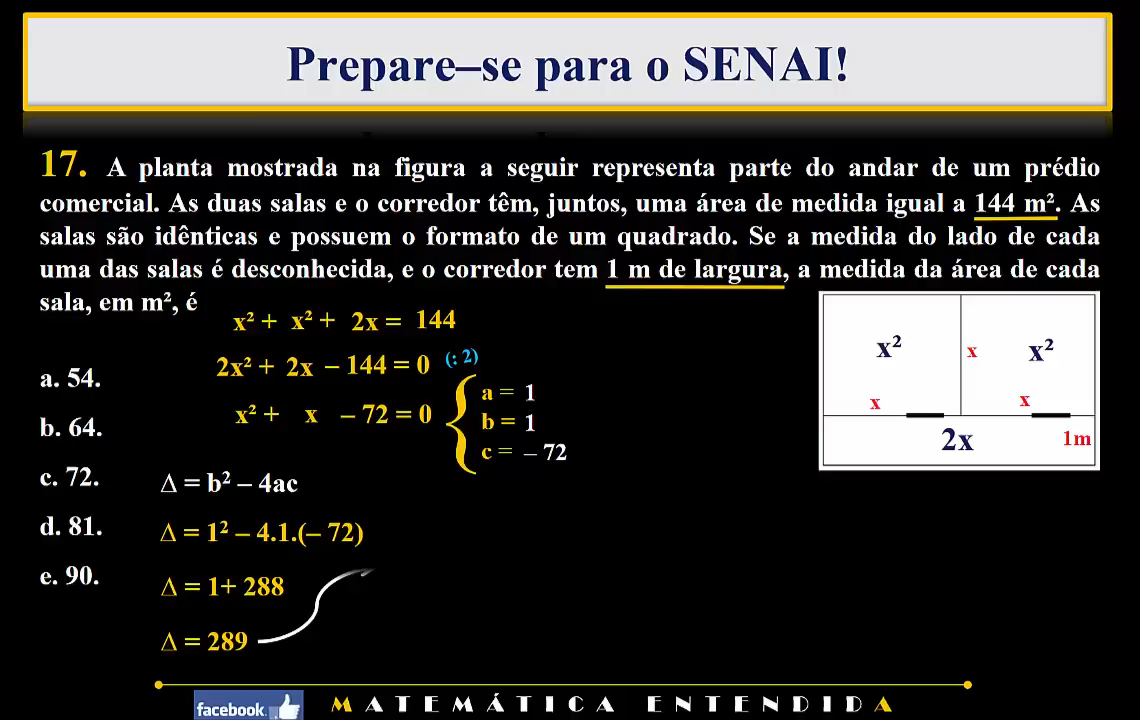 Prepare–se para o SENAI!
17. A planta mostrada na figura a seguir representa parte do andar de um prédio
comercial. As duas salas e o corredor têm, juntos, uma área de medida igual a 144 m². As
salas são idênticas e possuem o formato de um quadrado. Se a medida do lado de cada
uma das salas é desconhecida, e o corredor tem 1 m de largura, a medida da área de cada
sala, em m², é
x² + x² + 2x = 144
2x² + 2x – 144 = 0 (: 2)
x² + x – 72 = 0
a = 1
b = 1
c = – 72
a. 54.
b. 64.
c. 72.
d. 81.
e. 90.
Δ = b² – 4ac
Δ = 1² – 4.1.(– 72)
Δ = 1+ 288
Δ = 289
x² x x²
x x
2x 1m
facebook MATEMÁTICA ENTENDIDA